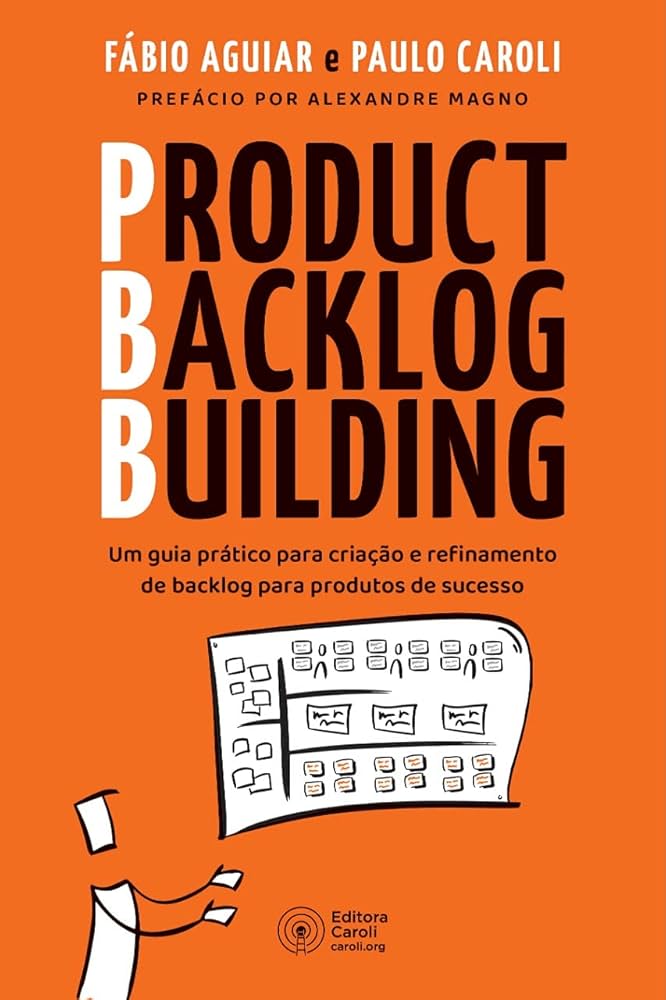 FÁBIO AGUIAR e PAULO CAROLI
PREFÁCIO POR ALEXANDRE MAGNO
PRODUCT
BACKLOG
BUILDING
Um guia prático para criação e refinamento
de backlog para produtos de sucesso
Editora
Caroli
caroli.org